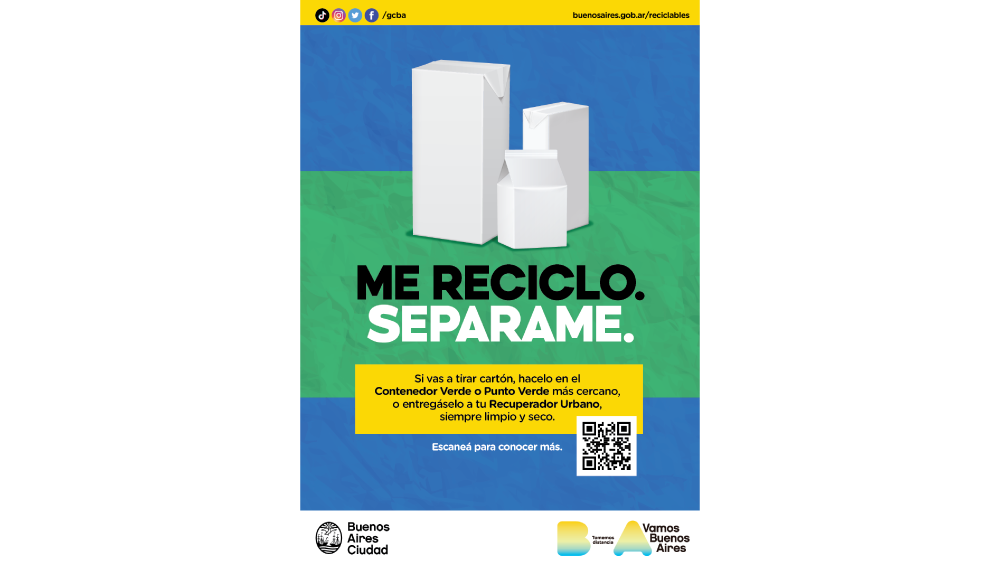 /gcba
buenosaires.gob.ar/reciclables
ME RECICLO.
SEPARAME.
Si vas a tirar cartón, hacelo en el
Contenedor Verde o Punto Verde más cercano,
o entregáselo a tu Recuperador Urbano,
siempre limpio y seco.
Escaneá para conocer más.
Buenos
Aires
Ciudad
BA
Tomemos
distancia
Vamos
Buenos
Aires